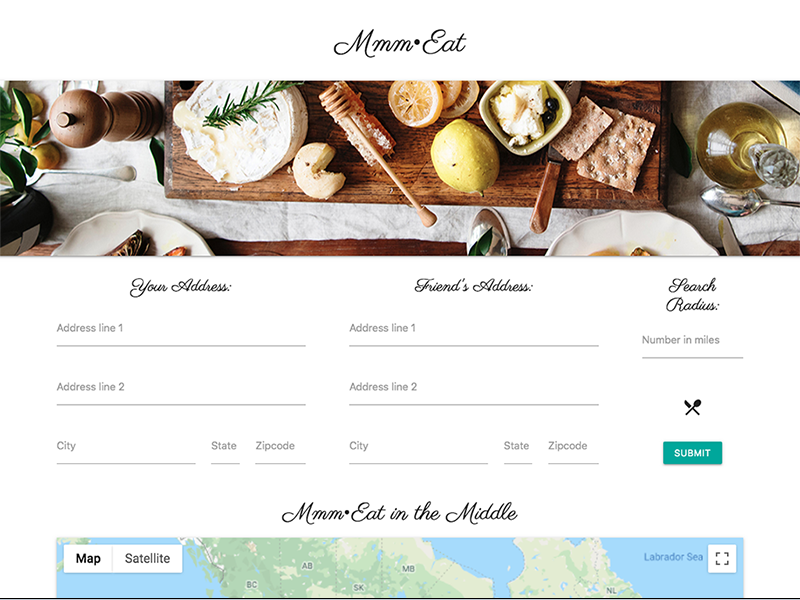 Mmm•Eat
Your Address:
Friend's Address:
Search
Radius:
Address line 1
Address line 1
Number in miles
Address line 2
Address line 2
City
State
Zipcode
City
State
Zipcode
SUBMIT
Mmm•Eat in the Middle
Map
Satellite
Labrador Sea
AB
MB
BC
SK
NL